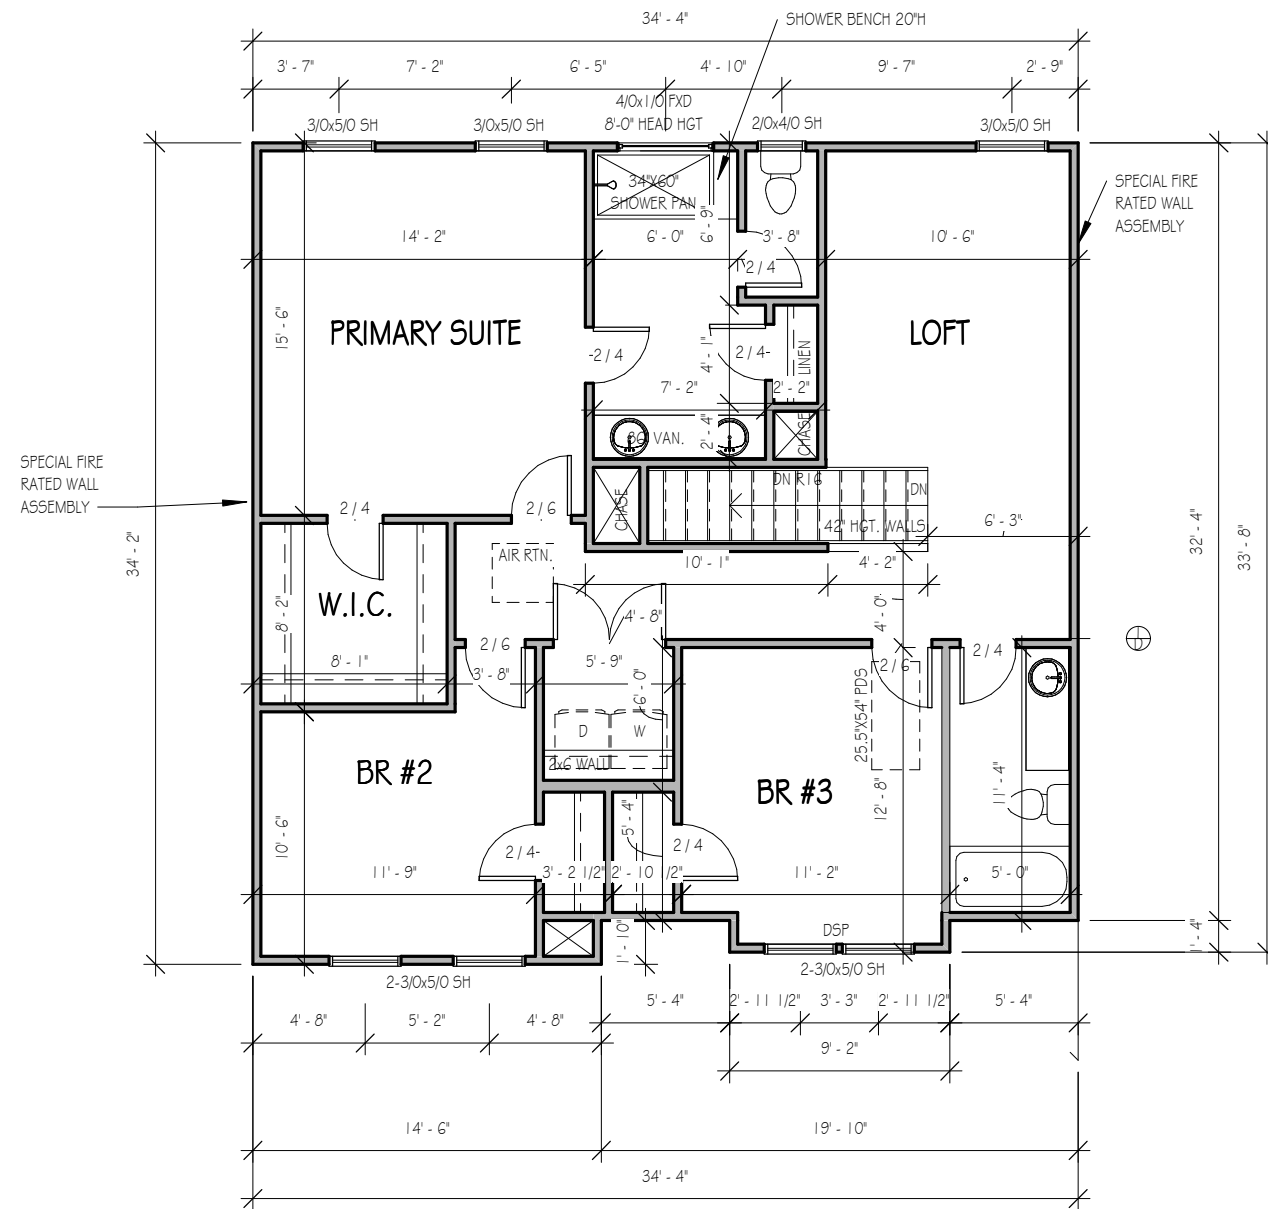 34' - 4"
SHOWER BENCH 20"H
3' - 7"
7' - 2"
6' - 5"
4' - 10"
9' - 7"
2' - 9"
4/0x1/0 FXD
8'-0" HEAD HGT
3/0x5/0 SH
3/0x5/0 SH
2/0x4/0 SH
3/0x5/0 SH
34"X60"
SHOWER PAN
SPECIAL FIRE
RATED WALL
ASSEMBLY
14' - 2"
6' - 0"
6' - 9"
3' - 8"
10' - 6"
2 / 4
15' - 6"
PRIMARY SUITE
LOFT
2 / 4
4' - 1"
2 / 4
LINEN
7' - 2"
2' - 2"
VAN.
2' - 4"
CHASE
SPECIAL FIRE
RATED WALL
ASSEMBLY
2 / 4
2 / 6
CHASE
DN R16
DN
42" HGT. WALLS
6' - 3"
34' - 2"
32' - 4"
33' - 8"
AIR RTN.
10' - 1"
4' - 2"
W.I.C.
8' - 2"
8' - 1"
4' - 8"
4' - 0"
2 / 6
3' - 8"
5' - 9"
6' - 0"
2 / 6
2 / 4
25.5"X54" PDS
D
W
2x6 WALL
BR #2
BR #3
12' - 8"
11' - 4"
10' - 6"
5' - 4"
2 / 4
2 / 4
11' - 9"
3' - 2 1/2"
2' - 10 1/2"
11' - 2"
5' - 0"
1' - 10"
DSP
1' - 4"
2-3/0x5/0 SH
2-3/0x5/0 SH
5' - 4"
2' - 11 1/2"
3' - 3"
2' - 11 1/2"
5' - 4"
4' - 8"
5' - 2"
4' - 8"
9' - 2"
14' - 6"
19' - 10"
34' - 4"